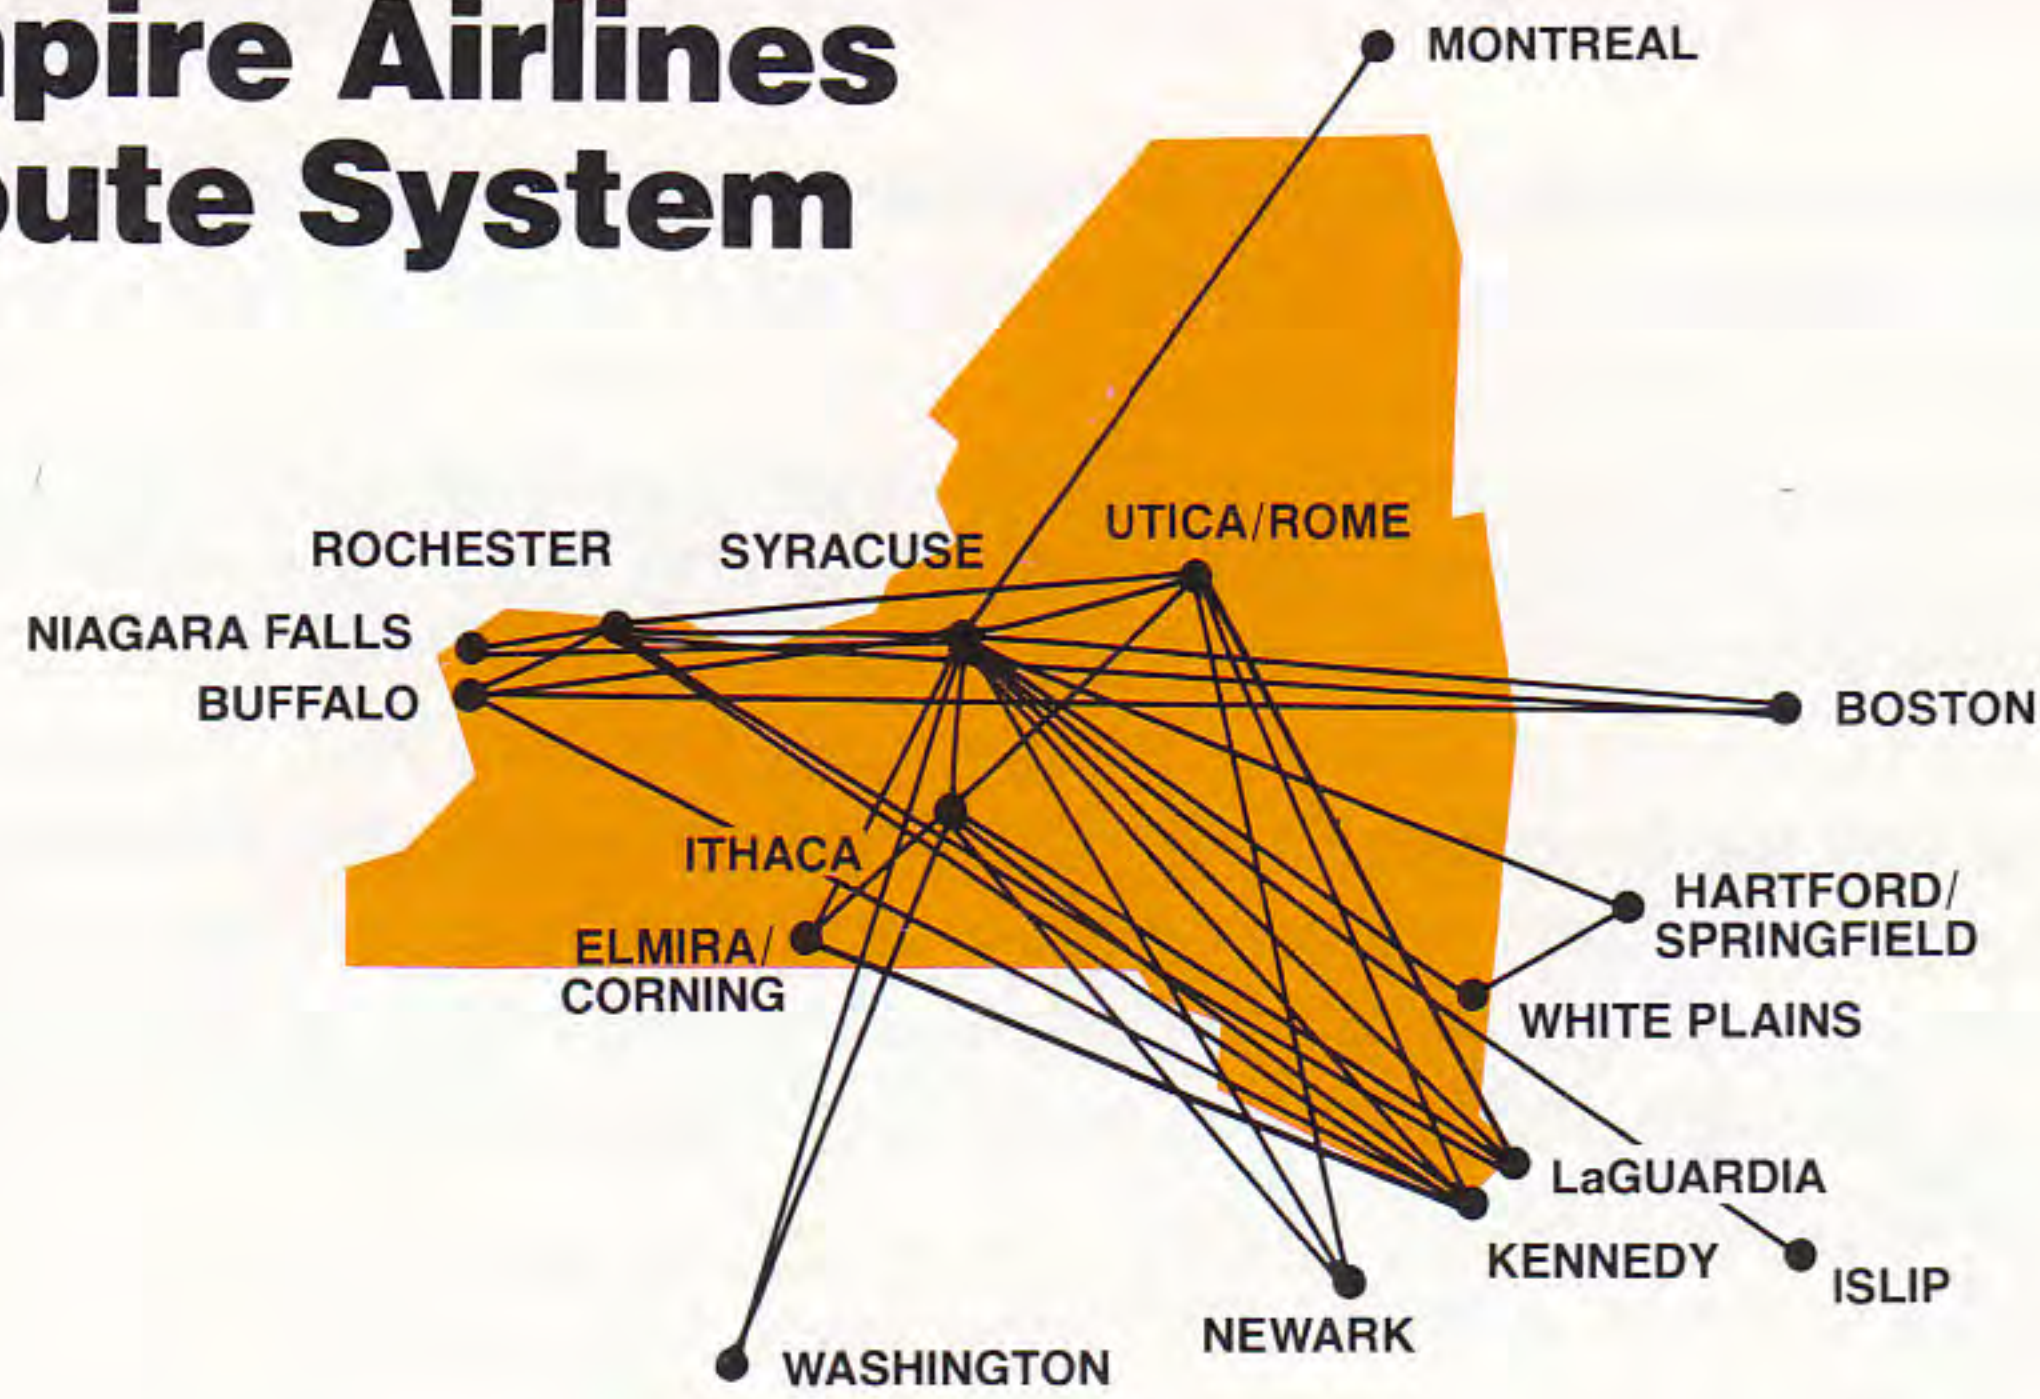 pire Airlines
ute System
MONTREAL
UTICA/ROME
ROCHESTER
SYRACUSE
NIAGARA FALLS
BUFFALO
BOSTON
ITHACA
HARTFORD/
SPRINGFIELD
ELMIRA/
CORNING
WHITE PLAINS
LaGUARDIA
KENNEDY
ISLIP
NEWARK
WASHINGTON